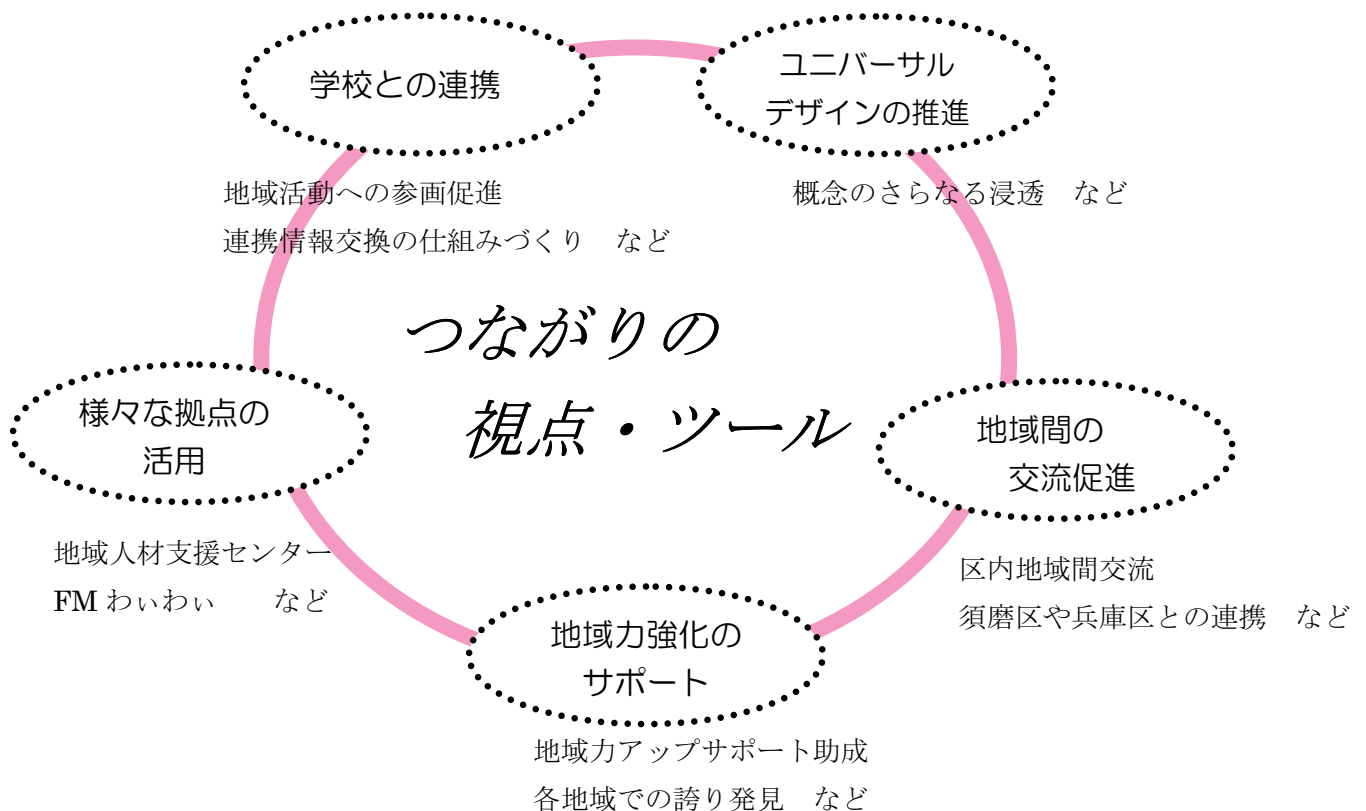 学校との連携
ユニバーサル
デザインの推進
地域活動への参画促進
連携情報交換の仕組みづくり　など
概念のさらなる浸透　など
つながりの
視点・ツール
様々な拠点の
活用
地域間の
交流促進
地域人材支援センター
FMわぃわぃ　　など
区内地域間交流
須磨区や兵庫区との連携　など
地域力強化の
サポート
地域力アップサポート助成
各地域での誇り発見　など